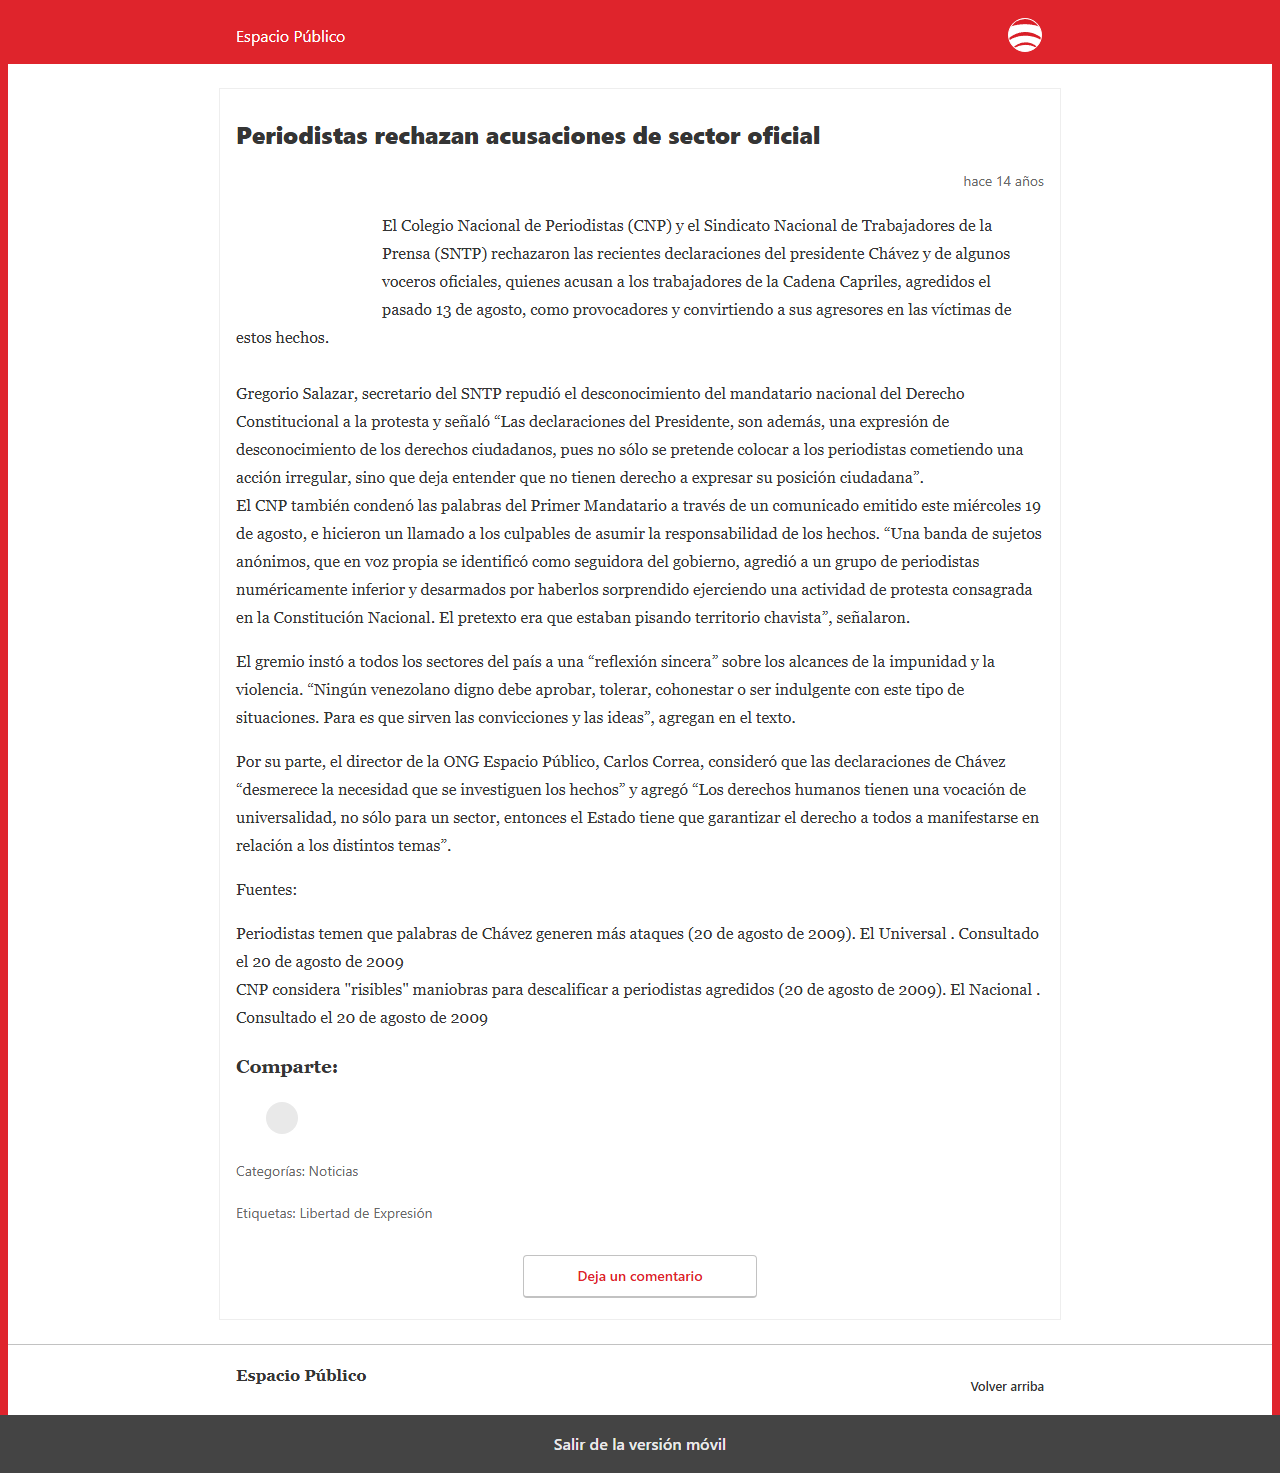 Espacio Público
Periodistas rechazan acusaciones de sector oficial
hace 14 años
El Colegio Nacional de Periodistas (CNP) y el Sindicato Nacional de Trabajadores de la
Prensa (SNTP) rechazaron las recientes declaraciones del presidente Chávez y de algunos
voceros oficiales, quienes acusan a los trabajadores de la Cadena Capriles, agredidos el
pasado 13 de agosto, como provocadores y convirtiendo a sus agresores en las víctimas de
estos hechos.
Gregorio Salazar, secretario del SNTP repudió el desconocimiento del mandatario nacional del Derecho
Constitucional a la protesta y señaló “Las declaraciones del Presidente, son además, una expresión de
desconocimiento de los derechos ciudadanos, pues no sólo se pretende colocar a los periodistas cometiendo una
acción irregular, sino que deja entender que no tienen derecho a expresar su posición ciudadana”.
El CNP también condenó las palabras del Primer Mandatario a través de un comunicado emitido este miércoles 19
de agosto, e hicieron un llamado a los culpables de asumir la responsabilidad de los hechos. “Una banda de sujetos
anónimos, que en voz propia se identificó como seguidora del gobierno, agredió a un grupo de periodistas
numéricamente inferior y desarmados por haberlos sorprendido ejerciendo una actividad de protesta consagrada
en la Constitución Nacional. El pretexto era que estaban pisando territorio chavista”, señalaron.
El gremio instó a todos los sectores del país a una “reflexión sincera” sobre los alcances de la impunidad y la
violencia. “Ningún venezolano digno debe aprobar, tolerar, cohonestar o ser indulgente con este tipo de
situaciones. Para es que sirven las convicciones y las ideas”, agregan en el texto.
Por su parte, el director de la ONG Espacio Público, Carlos Correa, consideró que las declaraciones de Chávez
“desmerece la necesidad que se investiguen los hechos” y agregó “Los derechos humanos tienen una vocación de
universalidad, no sólo para un sector, entonces el Estado tiene que garantizar el derecho a todos a manifestarse en
relación a los distintos temas”.
Fuentes:
Periodistas temen que palabras de Chávez generen más ataques (20 de agosto de 2009). El Universal . Consultado
el 20 de agosto de 2009
CNP considera "risibles" maniobras para descalificar a periodistas agredidos (20 de agosto de 2009). El Nacional .
Consultado el 20 de agosto de 2009
Comparte:
Categorías: Noticias
Etiquetas: Libertad de Expresión
Deja un comentario
Espacio Público
Volver arriba
Salir de la versión móvil